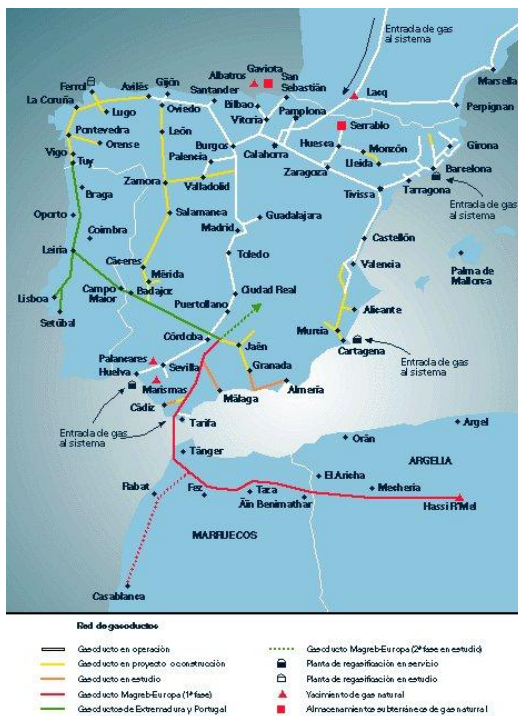 Entrada de gas
al sistema
Gaviota
Albatros
San
Sebastián
Ferrol
Avilés
Gijón
Santander
Lacq
Marsella
La Coruña
Lugo
Oviedo
Bilbao
Pamplona
Perpignan
Vitoria
Serrablo
Pontevedra
León
Burgos
Huesca
Monzón
Girona
Orense
Calahorra
Vigo
Palencia
Lleida
Tuy
Zaragoza
Barcelona
Braga
Zamora
Valladolid
Tivissa
Tarragona
Entrada de gas
al sistema
Oporto
Salamanca
Guadalajara
Coimbra
Madrid
Castellón
Leiria
Toledo
Cáceres
Valencia
Palma de
Mallorca
Mérida
Lisboa
Campo
Maior
Badajoz
Ciudad Real
Setúbal
Puertollano
Alicante
Murcia
Córdoba
Jaén
Cartagena
Palancares
Sevilla
Entrada de gas
al sistema
Huelva
Granada
Marismas
Almería
Cádiz
Málaga
Entrada de gas
al sistema
Tarifa
Argel
Orán
Tánger
ARGELIA
El Aricha
Rabat
Fez
Taza
Mecheria
Äïn Benimathar
Hassi R'Mel
MARRUECOS
Casablanca
Red de gasoductos
Gasoducto en operación
Gasoducto en proyecto o construcción
Gasoducto en estudio
Gasoducto Magreb-Europa (1ª fase)
Gasoductos de Extremadura y Portugal
Gasoducto Magreb-Europa (2ª fase en estudio)
Planta de regasificación en servicio
Planta de regasificación en estudio
Yacimiento de gas natural
Almacenamientos subterráneos de gas natural